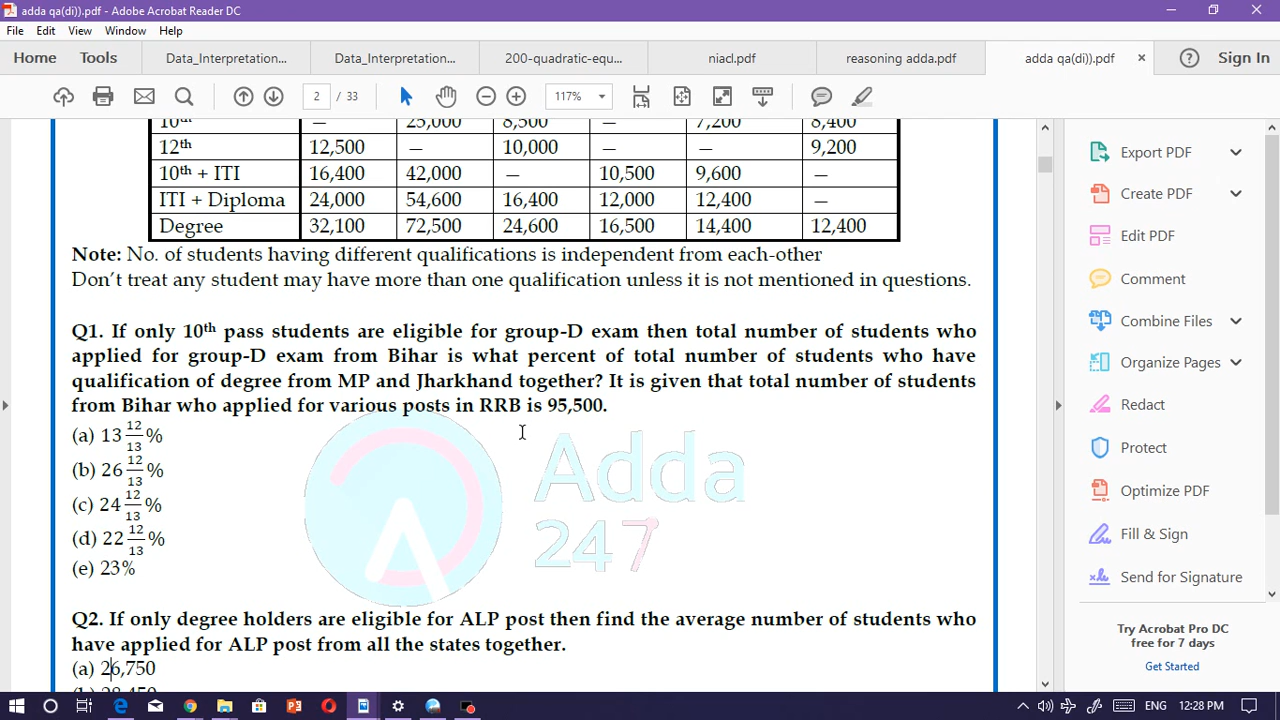 adda qa(di)).pdf - Adobe Acrobat Reader DC
File Edit View Window Help
Home Tools Data_Interpretation... Data_Interpretation... 200-quadratic-equ... niacl.pdf reasoning adda.pdf adda qa(di)).pdf × ? Sign In
2 / 33 117%
10th — 25,000 8,500 — 7,200 8,400
12th 12,500 — 10,000 — — 9,200
10th + ITI 16,400 42,000 — 10,500 9,600 —
ITI + Diploma 24,000 54,600 16,400 12,000 12,400 —
Degree 32,100 72,500 24,600 16,500 14,400 12,400
Note: No. of students having different qualifications is independent from each-other
Don't treat any student may have more than one qualification unless it is not mentioned in questions.
Q1. If only 10th pass students are eligible for group-D exam then total number of students who
applied for group-D exam from Bihar is what percent of total number of students who have
qualification of degree from MP and Jharkhand together? It is given that total number of students
from Bihar who applied for various posts in RRB is 95,500.
(a) 13 12/13 %
(b) 26 12/13 %
(c) 24 12/13 %
(d) 22 12/13 %
(e) 23%
Adda
247
Q2. If only degree holders are eligible for ALP post then find the average number of students who
have applied for ALP post from all the states together.
(a) 26,750
(b) 28,450
Export PDF
Create PDF
Edit PDF
Comment
Combine Files
Organize Pages
Redact
Protect
Optimize PDF
Fill & Sign
Send for Signature
Try Acrobat Pro DC
free for 7 days
Get Started
ENG 12:28 PM